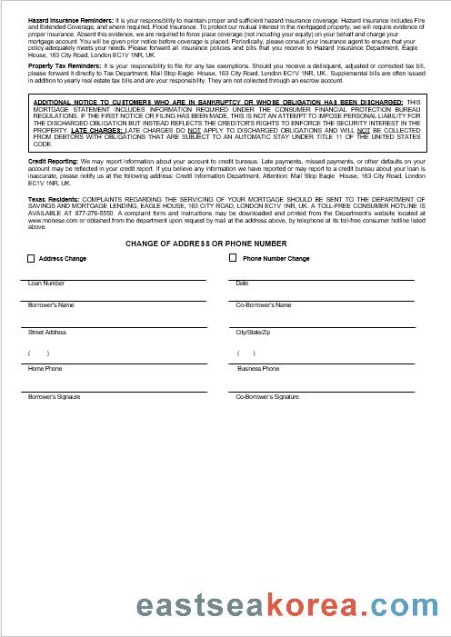 Hazard Insurance Reminders: It is your responsibility to maintain proper and sufficient hazard insurance coverage. Hazard insurance includes Fire
and Extended Coverage, and where required, Flood Insurance. To protect our mutual interest in the mortgaged property, we will require evidence of
proper insurance. Absent this evidence, we are required to force place coverage (not including your equity) on your behalf and charge your
mortgage account. You will be given prior notice before coverage is placed. Periodically, please consult your insurance agent to ensure that your
policy adequately meets your needs. Please forward all insurance policies and bills that you receive to Hazard Insurance Department, Eagle
House, 163 City Road, London EC1V 1NR, UK.
Property Tax Reminders: It is your responsibility to file for any tax exemptions. Should you receive a delinquent, adjusted or corrected tax bill,
please forward it directly to Tax Department, Mail Stop Eagle House, 163 City Road, London EC1V 1NR, UK. Supplemental bills are often issued
in addition to yearly real estate tax bills and are your responsibility. They are not collected through an escrow account.
ADDITIONAL NOTICE TO CUSTOMERS WHO ARE IN BANKRUPTCY OR WHOSE OBLIGATION HAS BEEN DISCHARGED: THIS
MORTGAGE STATEMENT INCLUDES INFORMATION REQUIRED UNDER THE CONSUMER FINANCIAL PROTECTION BUREAU
REGULATIONS. IF THE FIRST NOTICE OR FILING HAS BEEN MADE, THIS IS NOT AN ATTEMPT TO IMPOSE PERSONAL LIABILITY FOR
THE DISCHARGED OBLIGATION BUT INSTEAD REFLECTS THE CREDITOR'S RIGHTS TO ENFORCE THE SECURITY INTEREST IN THE
PROPERTY. LATE CHARGES: LATE CHARGES DO NOT APPLY TO DISCHARGED OBLIGATIONS AND WILL NOT BE COLLECTED
FROM DEBTORS WITH OBLIGATIONS THAT ARE SUBJECT TO AN AUTOMATIC STAY UNDER TITLE 11 OF THE UNITED STATES
CODE.
Credit Reporting: We may report information about your account to credit bureaus. Late payments, missed payments, or other defaults on your
account may be reflected in your credit report. If you believe any information we have reported or may report to a credit bureau about your loan is
inaccurate, please notify us at the following address: Credit Information Department, Attention: Mail Stop Eagle House, 163 City Road, London
EC1V 1NR, UK.
Texas Residents: COMPLAINTS REGARDING THE SERVICING OF YOUR MORTGAGE SHOULD BE SENT TO THE DEPARTMENT OF
SAVINGS AND MORTGAGE LENDING, EAGLE HOUSE, 163 CITY ROAD, LONDON EC1V 1NR, UK. A TOLL-FREE CONSUMER HOTLINE IS
AVAILABLE AT 877-276-5550. A complaint form and instructions may be downloaded and printed from the Department's website located at
www.monese.com or obtained from the department upon request by mail at the address above, by telephone at its toll-free consumer hotline listed
above.
CHANGE OF ADDRESS OR PHONE NUMBER
Address Change Phone Number Change
Loan Number Date
Borrower's Name Co-Borrower's Name
Street Address City/State/Zip
( ) ( )
Home Phone Business Phone
Borrower's Signaure Co-Borrower's Signature
eastseakorea.com